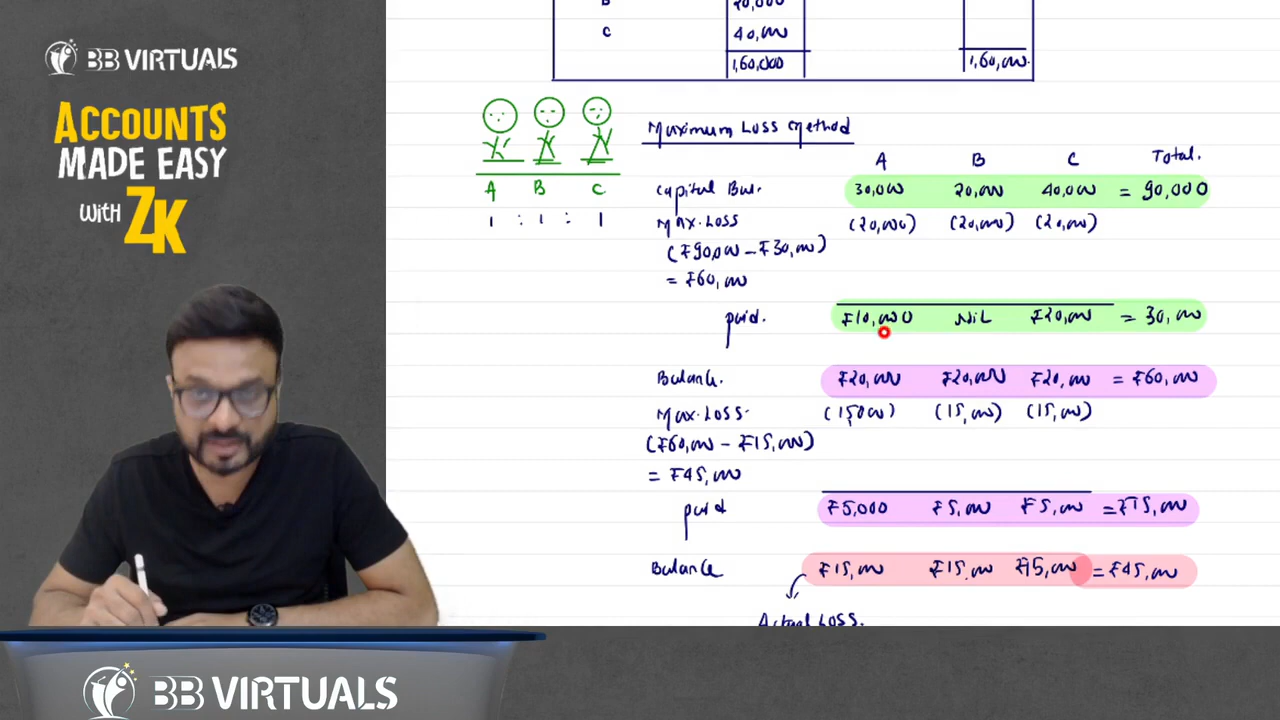 BB VIRTUALS
ACCOUNTS
MADE EASY
with ZK
B 20,000
C 40,000
1,60,000 1,60,000
Maximum Loss method
A B C Total.
A B C
1 : 1 : 1
Capital Bal. 30,000 20,000 40,000 = 90,000
Max. Loss (20,000) (20,000) (20,000)
(₹90,000 - ₹30,000)
= ₹60,000
paid. ₹10,000 NIL ₹20,000 = 30,000
Balance. ₹20,000 ₹20,000 ₹20,000 = ₹60,000
Max. Loss. (15,000) (15,000) (15,000)
(₹60,000 - ₹15,000)
= ₹45,000
paid ₹5,000 ₹5,000 ₹5,000 = ₹15,000
Balance ₹15,000 ₹15,000 ₹15,000 = ₹45,000
Actual Loss.
BB VIRTUALS